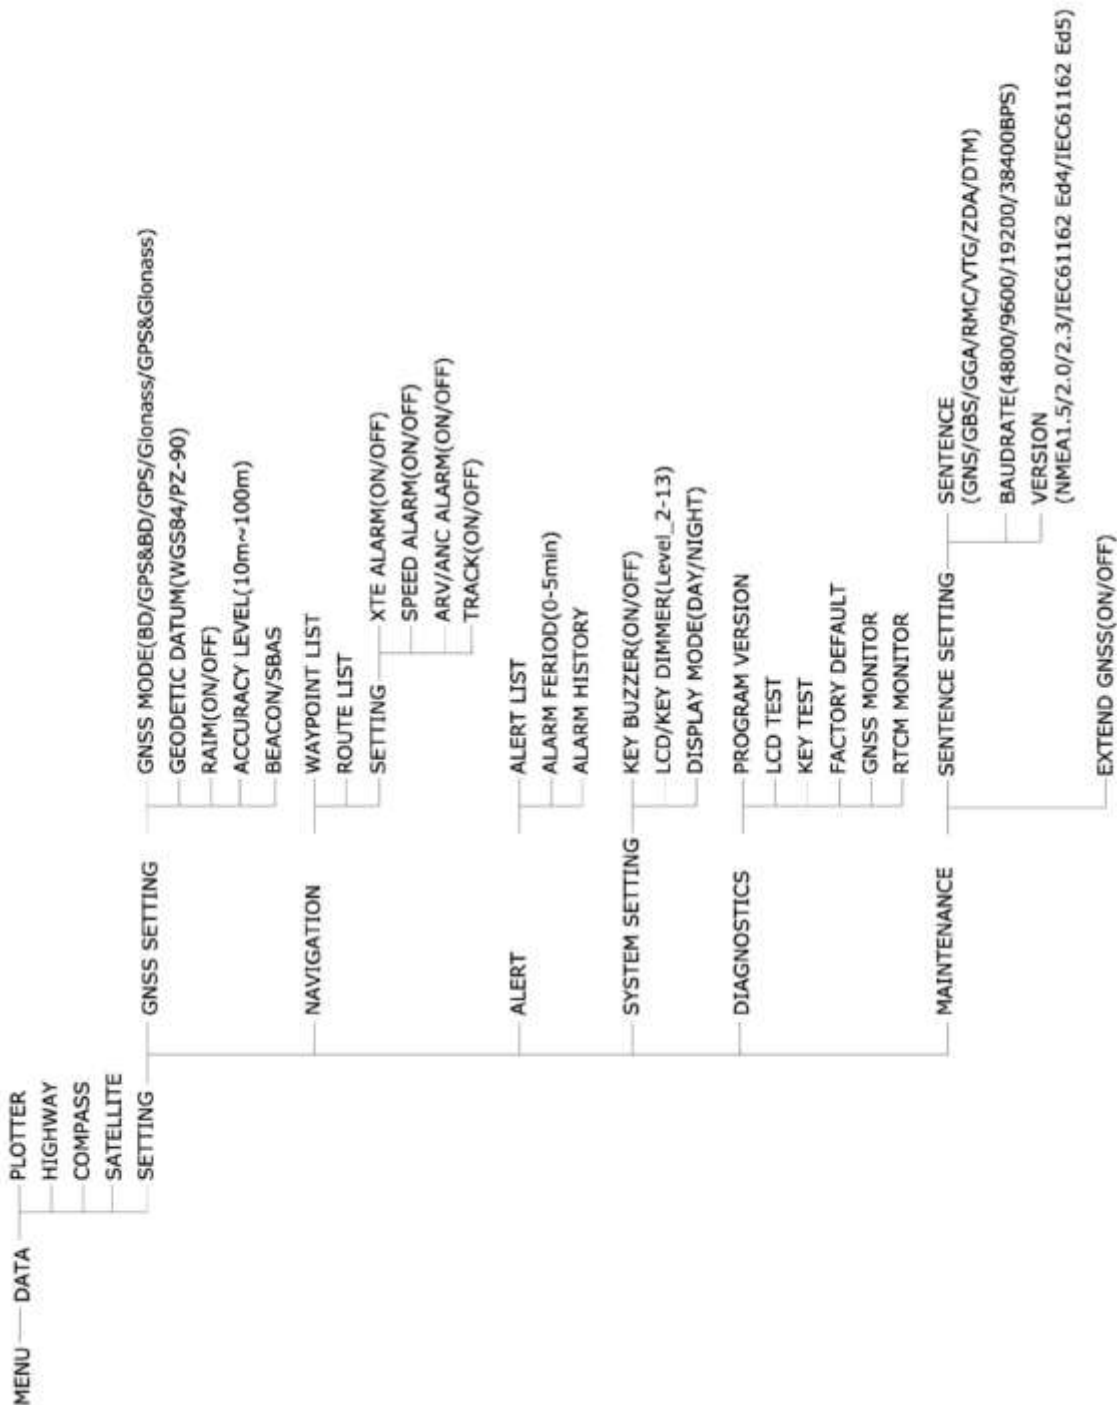 MENU
DATA
PLOTTER
HIGHWAY
COMPASS
SATELLITE
SETTING
GNSS SETTING
GNSS MODE(BD/GPS&BD/GPS/Glonass/GPS&Glonass)
GEODETIC DATUM(WGS84/PZ-90)
RAIM(ON/OFF)
ACCURACY LEVEL(10m~100m)
BEACON/SBAS
NAVIGATION
WAYPOINT LIST
ROUTE LIST
SETTING
XTE ALARM(ON/OFF)
SPEED ALARM(ON/OFF)
ARV/ANC ALARM(ON/OFF)
TRACK(ON/OFF)
ALERT
ALERT LIST
ALARM FERIOD(0-5min)
ALARM HISTORY
SYSTEM SETTING
KEY BUZZER(ON/OFF)
LCD/KEY DIMMER(Level_2-13)
DISPLAY MODE(DAY/NIGHT)
DIAGNOSTICS
PROGRAM VERSION
LCD TEST
KEY TEST
FACTORY DEFAULT
GNSS MONITOR
RTCM MONITOR
MAINTENANCE
SENTENCE SETTING
SENTENCE
(GNS/GBS/GGA/RMC/VTG/ZDA/DTM)
BAUDRATE(4800/9600/19200/38400BPS)
VERSION
(NMEA1.5/2.0/2.3/IEC61162 Ed4/IEC61162 Ed5)
EXTEND GNSS(ON/OFF)